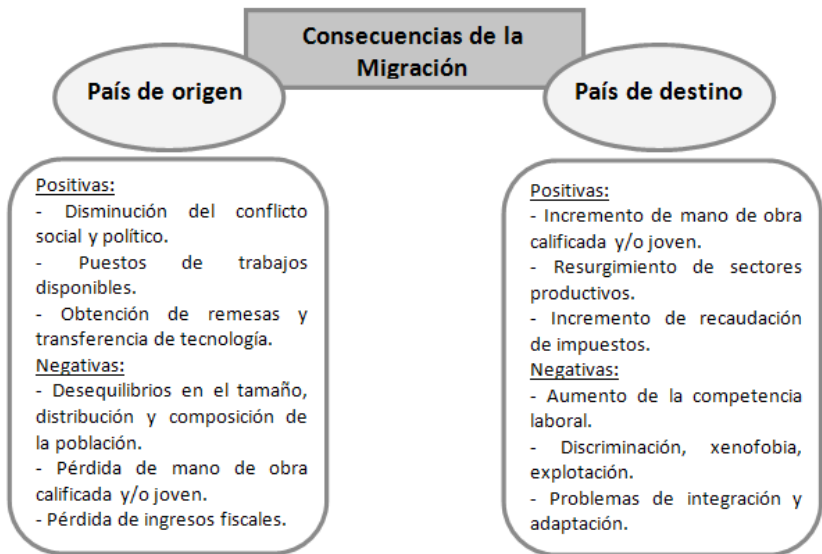 Consecuencias de la
Migración
País de origen
País de destino
Positivas:
- Disminución del conflicto
social y político.
- Puestos de trabajos
disponibles.
- Obtención de remesas y
transferencia de tecnología.
Negativas:
- Desequilibrios en el tamaño,
distribución y composición de
la población.
- Pérdida de mano de obra
calificada y/o joven.
- Pérdida de ingresos fiscales.
Positivas:
- Incremento de mano de obra
calificada y/o joven.
- Resurgimiento de sectores
productivos.
- Incremento de recaudación
de impuestos.
Negativas:
- Aumento de la competencia
laboral.
- Discriminación, xenofobia,
explotación.
- Problemas de integración y
adaptación.